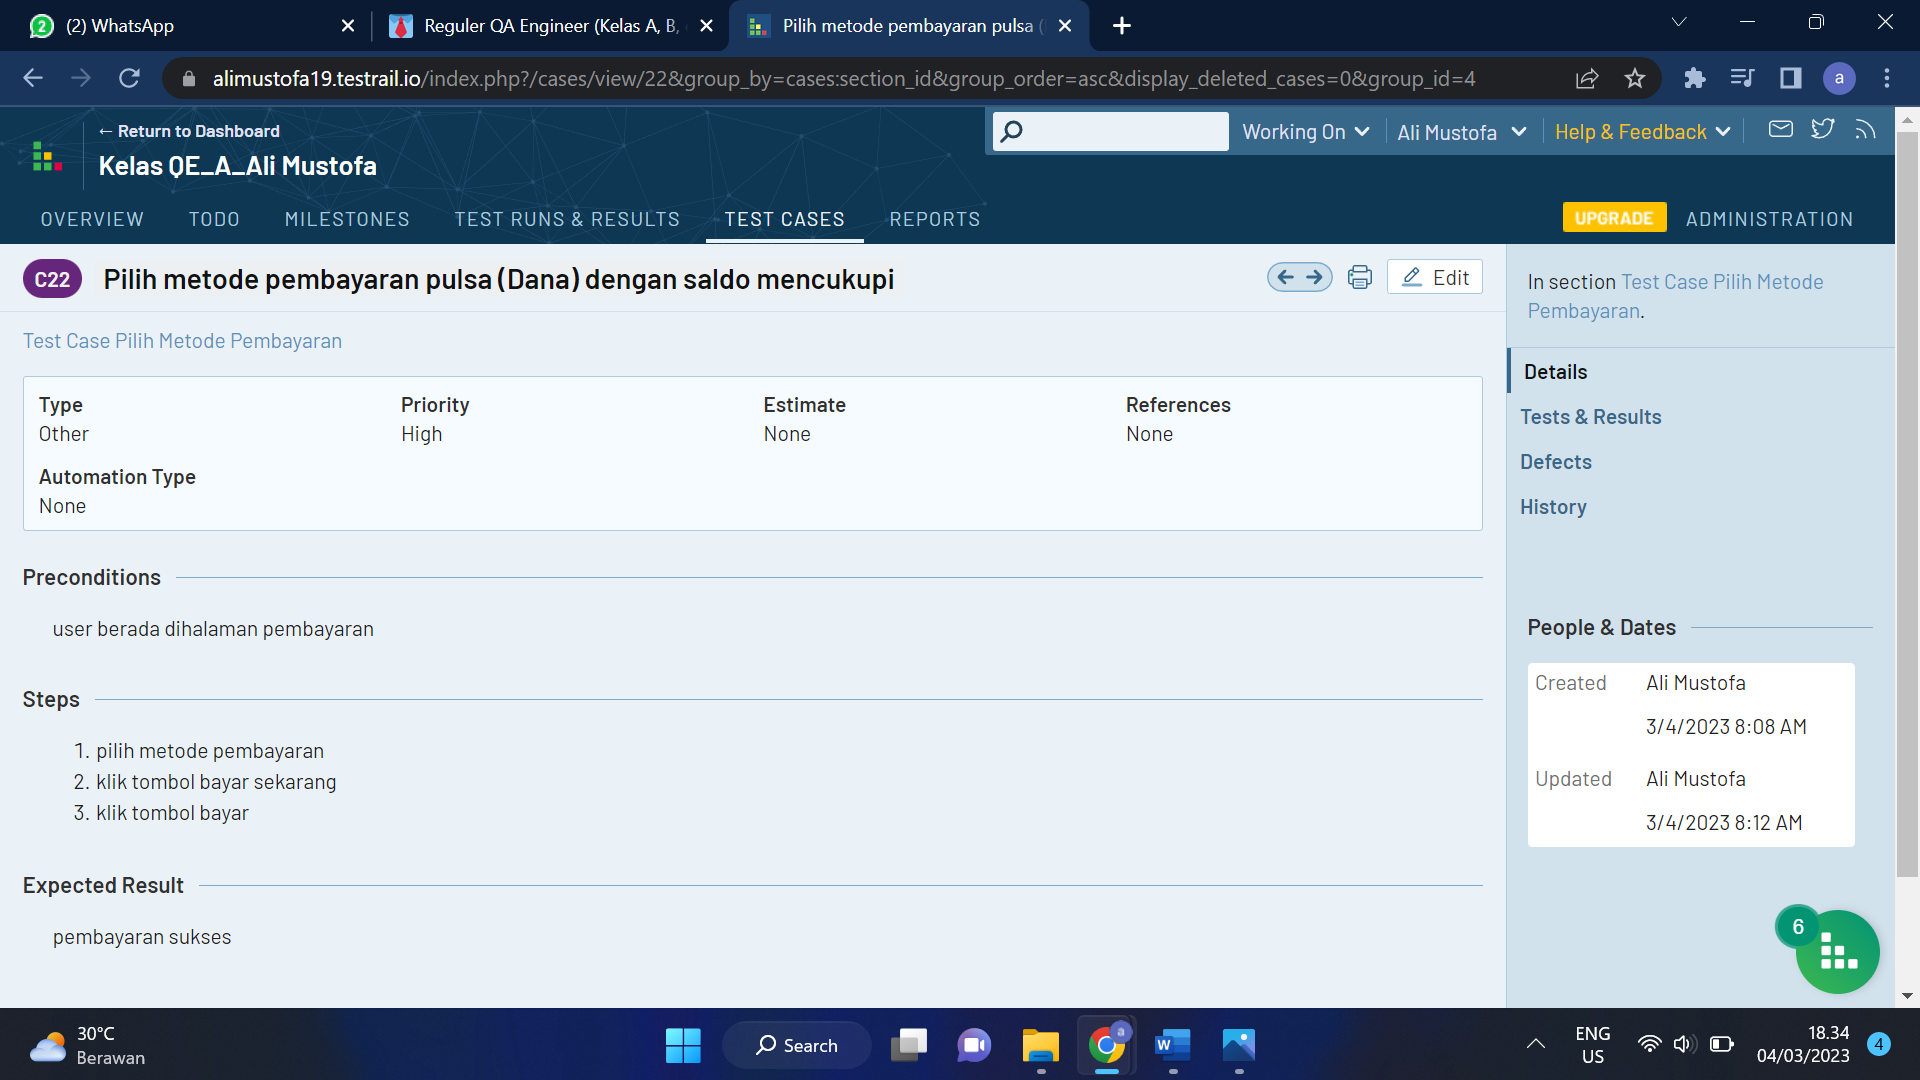 2
(2) WhatsApp
Reguler QA Engineer (Kelas A, B,
Pilih metode pembayaran pulsa (
alimustofa19.testrail.io/index.php?/cases/view/22&group_by=cases:section_id&group_order=asc&display_deleted_cases=0&group_id=4
a
← Return to Dashboard
Kelas QE_A_Ali Mustofa
Working On
Ali Mustofa
Help & Feedback
OVERVIEW TODO MILESTONES TEST RUNS & RESULTS TEST CASES REPORTS
UPGRADE
ADMINISTRATION
C22
Pilih metode pembayaran pulsa (Dana) dengan saldo mencukupi
Edit
Test Case Pilih Metode Pembayaran
Type
Other
Priority
High
Estimate
None
References
None
Automation Type
None
Preconditions
user berada dihalaman pembayaran
Steps
1. pilih metode pembayaran
2. klik tombol bayar sekarang
3. klik tombol bayar
Expected Result
pembayaran sukses
In section Test Case Pilih Metode
Pembayaran.
Details
Tests & Results
Defects
History
People & Dates
Created Ali Mustofa
3/4/2023 8:08 AM
Updated Ali Mustofa
3/4/2023 8:12 AM
6
30°C
Berawan
Search
a
W
ENG
US
18.34
04/03/2023
4